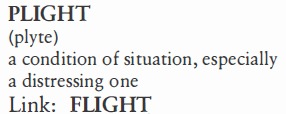 PLIGHT
(plyte)
a condition of situation, especially
a distressing one
Link: FLIGHT